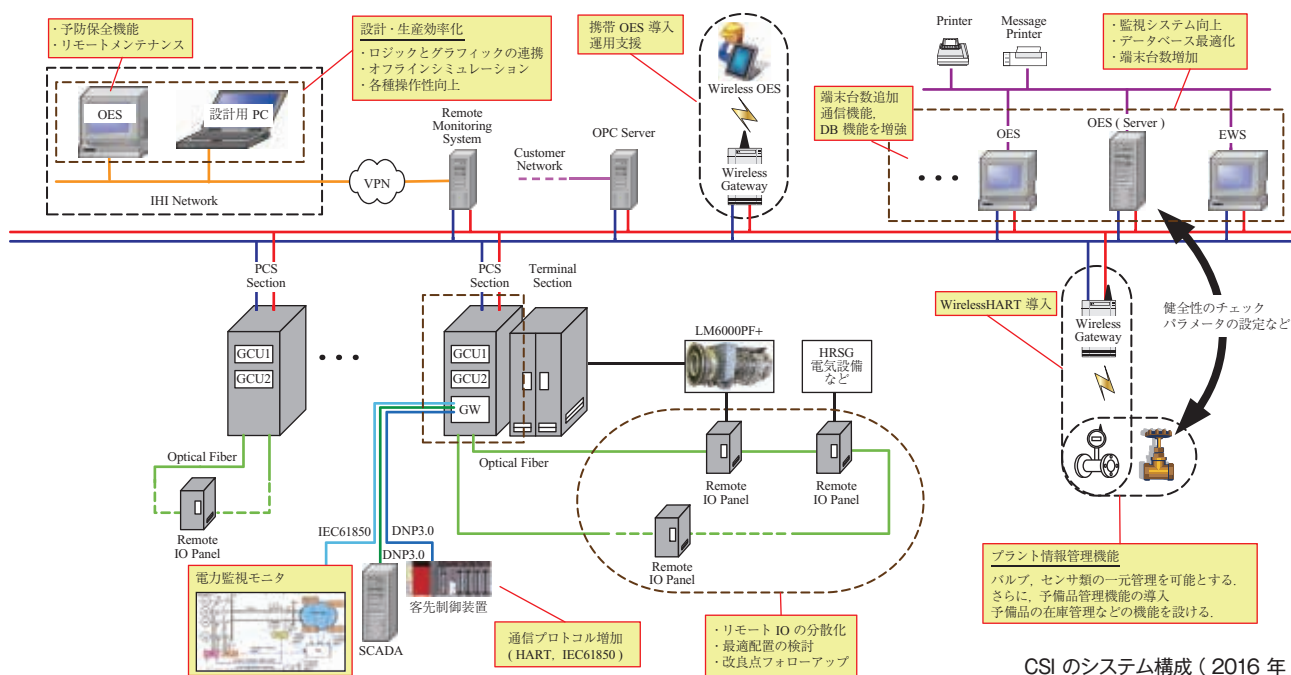 ・予防保全機能
・リモートメンテナンス
設計・生産効率化
・ロジックとグラフィックの連携
・オフラインシミュレーション
・各種操作性向上
携帯 OES 導入
運用支援
Printer
Message
Printer
・監視システム向上
・データベース最適化
・端末台数増加
OES
設計用 PC
IHI Network
VPN
Remote
Monitoring
System
Customer
Network
OPC Server
Wireless OES
Wireless
Gateway
端末台数追加
通信機能,
DB 機能を増強
OES
OES ( Server )
EWS
PCS
Section
GCU1
GCU2
PCS
Section
Terminal
Section
GCU1
GCU2
GW
LM6000PF+
HRSG
電気設備
など
WirelessHART 導入
Wireless
Gateway
健全性のチェック
パラメータの設定など
Optical Fiber
Remote
IO Panel
Optical Fiber
Remote
IO Panel
Remote
IO Panel
Remote
IO Panel
IEC61850
DNP3.0
DNP3.0
電力監視モニタ
SCADA
客先制御装置
通信プロトコル増加
( HART, IEC61850 )
・リモート IO の分散化
・最適配置の検討
・改良点フォローアップ
プラント情報管理機能
バルブ, センサ類の一元管理を可能とする.
さらに, 予備品管理機能の導入
予備品の在庫管理などの機能を設ける.
CSI のシステム構成 ( 2016 年